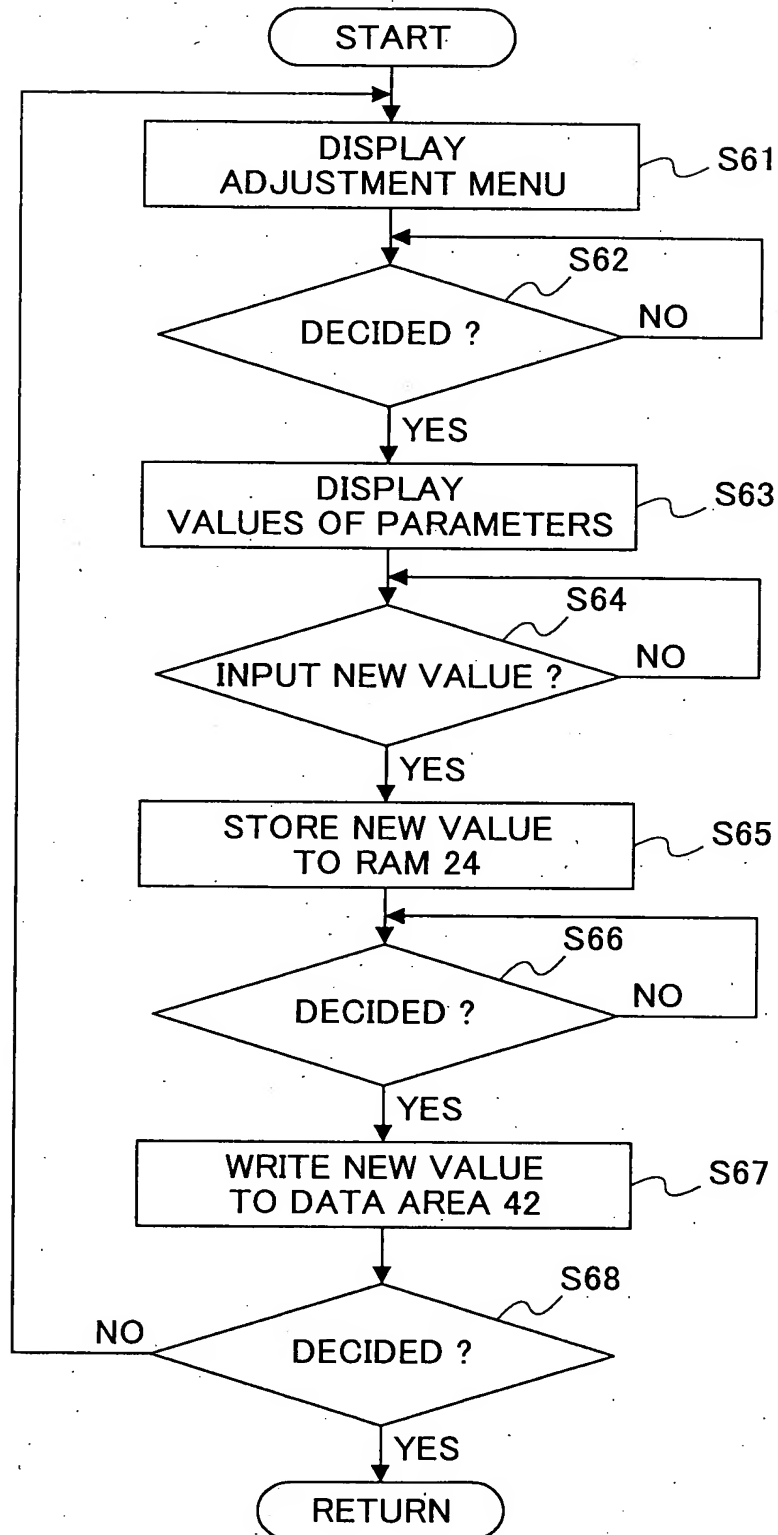 START
DISPLAY
ADJUSTMENT MENU
S61
S62
DECIDED ?
NO
YES
DISPLAY
VALUES OF PARAMETERS
S63
S64
INPUT NEW VALUE ?
NO
YES
STORE NEW VALUE
TO RAM 24
S65
S66
DECIDED ?
NO
YES
WRITE NEW VALUE
TO DATA AREA 42
S67
S68
NO
DECIDED ?
YES
RETURN